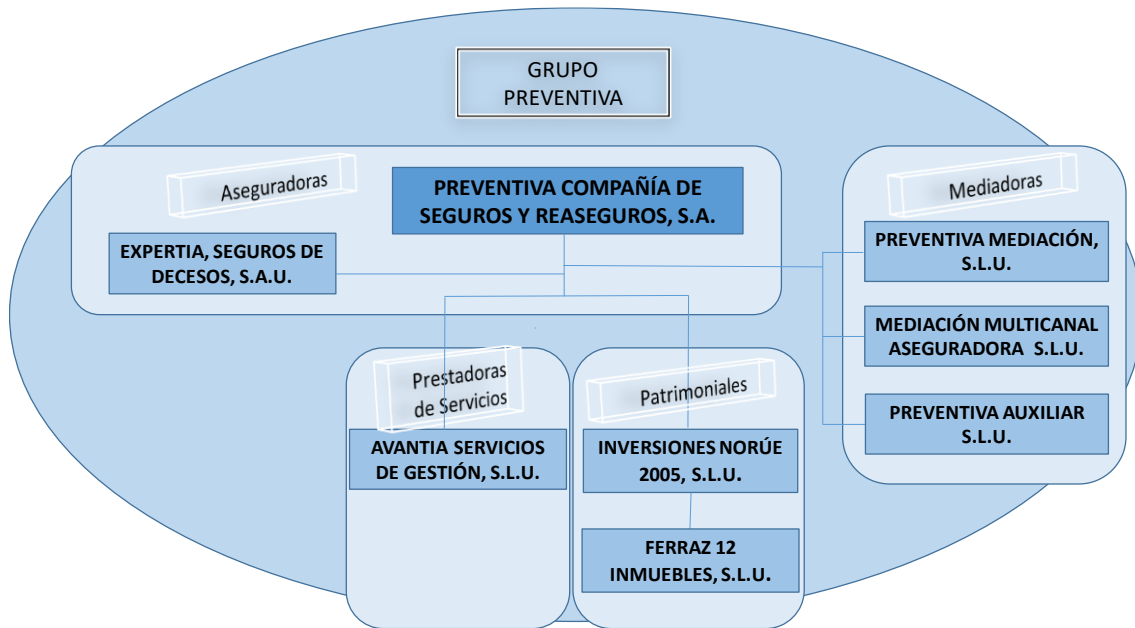 GRUPO
PREVENTIVA
Aseguradoras
PREVENTIVA COMPAÑÍA DE
SEGUROS Y REASEGUROS, S.A.
EXPERTIA, SEGUROS DE
DECESOS, S.A.U.
Mediadoras
PREVENTIVA MEDIACIÓN,
S.L.U.
MEDIACIÓN MULTICANAL
ASEGURADORA S.L.U.
PREVENTIVA AUXILIAR
S.L.U.
Prestadoras
de Servicios
AVANTIA SERVICIOS
DE GESTIÓN, S.L.U.
Patrimoniales
INVERSIONES NORÚE
2005, S.L.U.
FERRAZ 12
INMUEBLES, S.L.U.